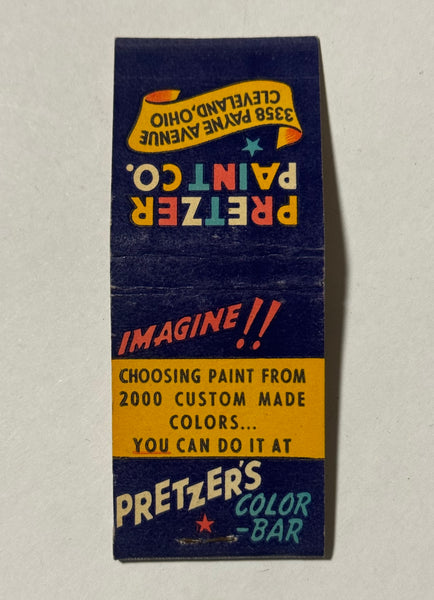 PRETZER
PAINT CO.
3358 PAYNE AVENUE
CLEVELAND, OHIO
IMAGINE!!
CHOOSING PAINT FROM
2000 CUSTOM MADE
COLORS...
YOU CAN DO IT AT
PRETZER'S
COLOR
-BAR